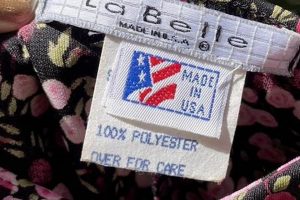 La Belle
MADE IN U.S.A. ®
MADE
IN
USA
100% POLYESTER
OVER FOR CARE